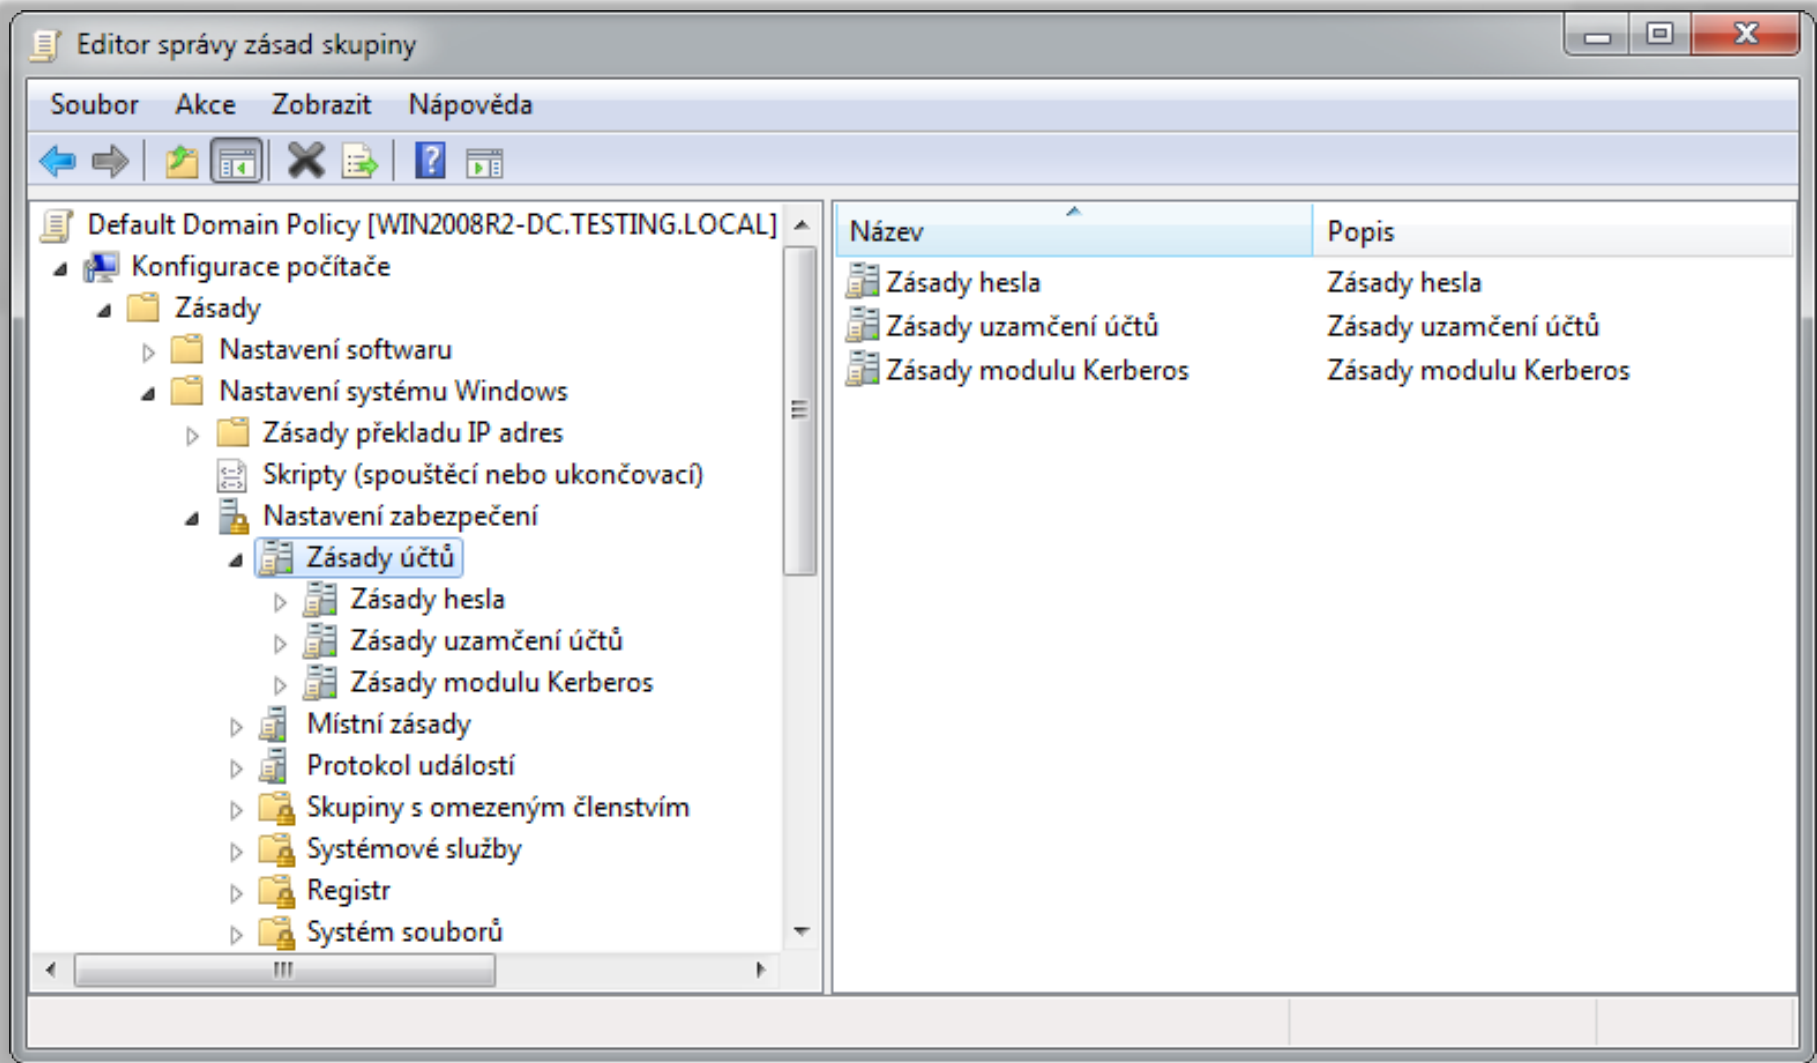 Editor správy zásad skupiny
Soubor Akce Zobrazit Nápověda
Default Domain Policy [WIN2008R2-DC.TESTING.LOCAL]
Konfigurace počítače
Zásady
Nastavení softwaru
Nastavení systému Windows
Zásady překladu IP adres
Skripty (spouštěcí nebo ukončovací)
Nastavení zabezpečení
Zásady účtů
Zásady hesla
Zásady uzamčení účtů
Zásady modulu Kerberos
Místní zásady
Protokol událostí
Skupiny s omezeným členstvím
Systémové služby
Registr
Systém souborů
Název Popis
Zásady hesla Zásady hesla
Zásady uzamčení účtů Zásady uzamčení účtů
Zásady modulu Kerberos Zásady modulu Kerberos